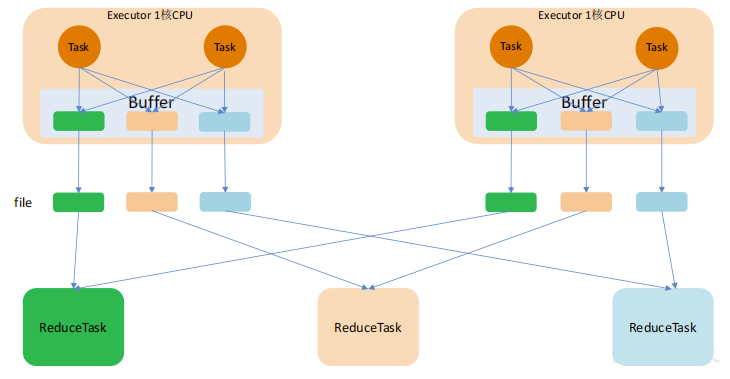 Executor 1核CPU
Executor 1核CPU
Task
Task
Task
Task
Buffer
Buffer
file
ReduceTask
ReduceTask
ReduceTask